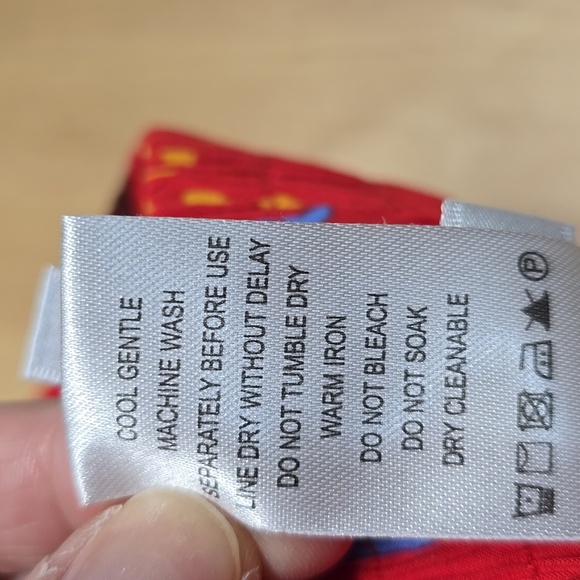 COOL GENTLE
MACHINE WASH
SEPARATELY BEFORE USE
LINE DRY WITHOUT DELAY
DO NOT TUMBLE DRY
WARM IRON
DO NOT BLEACH
DO NOT SOAK
DRY CLEANABLE
P